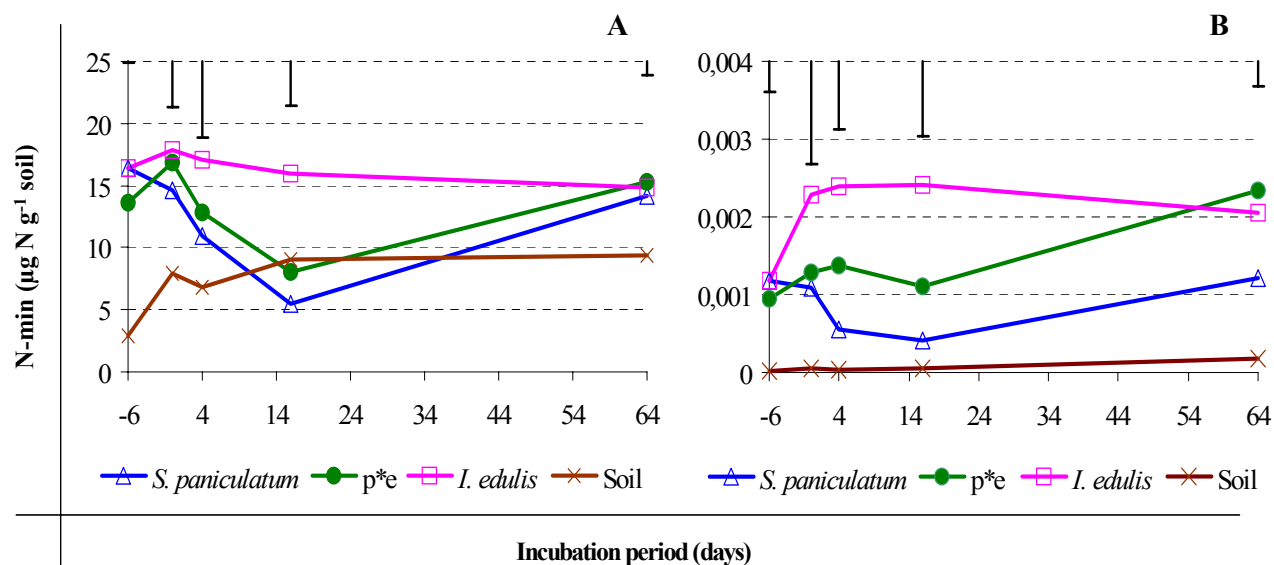 A
B
N-min (µg N g⁻¹ soil)
25
20
15
10
5
0
-6 4 14 24 34 44 54 64
0,004
0,003
0,002
0,001
0
-6 4 14 24 34 44 54 64
S. paniculatum p*e I. edulis Soil
S. paniculatum p*e I. edulis Soil
Incubation period (days)